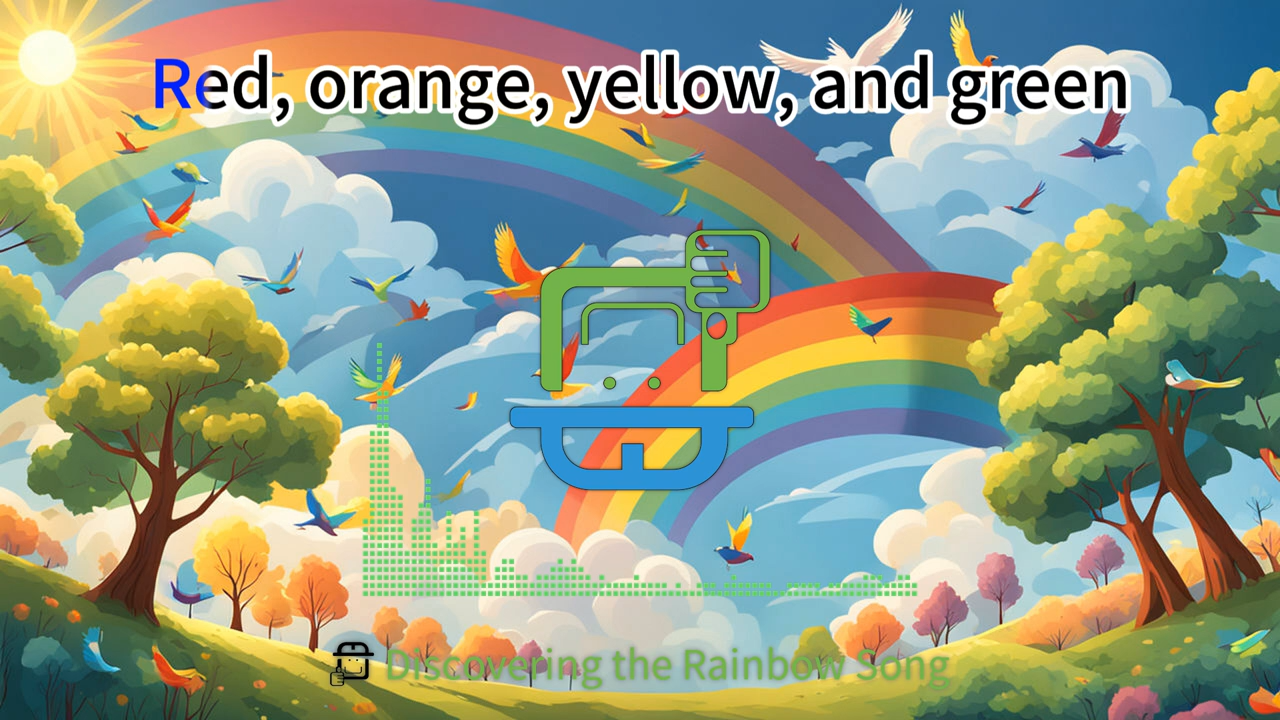 Red, orange, yellow, and green
Discovering the Rainbow Song